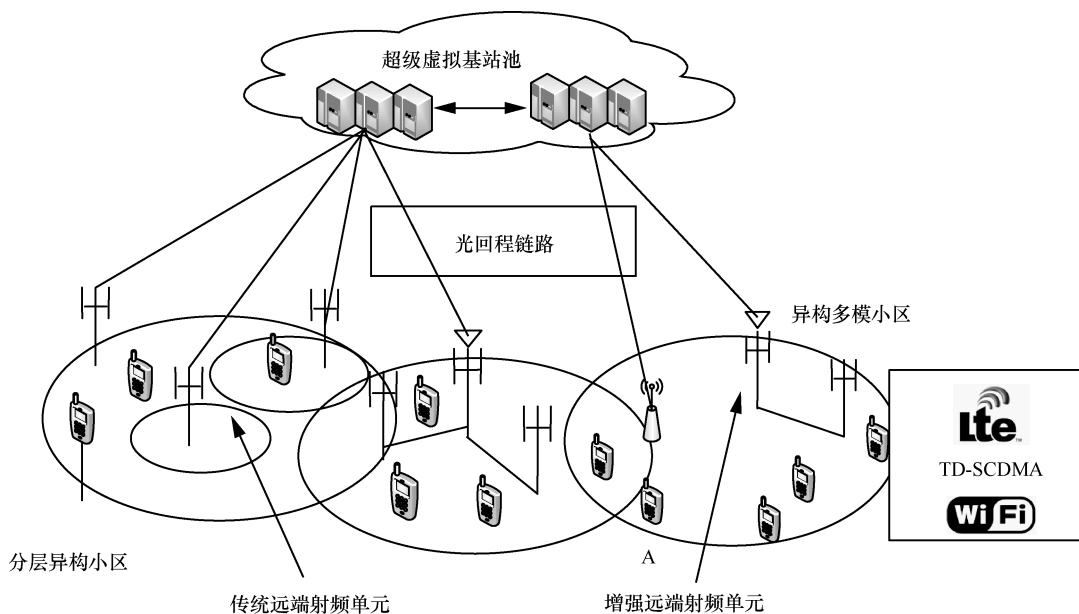 超级虚拟基站池
光回程链路
异构多模小区
Lte
TD-SCDMA
WiFi
A
分层异构小区
传统远端射频单元
增强远端射频单元